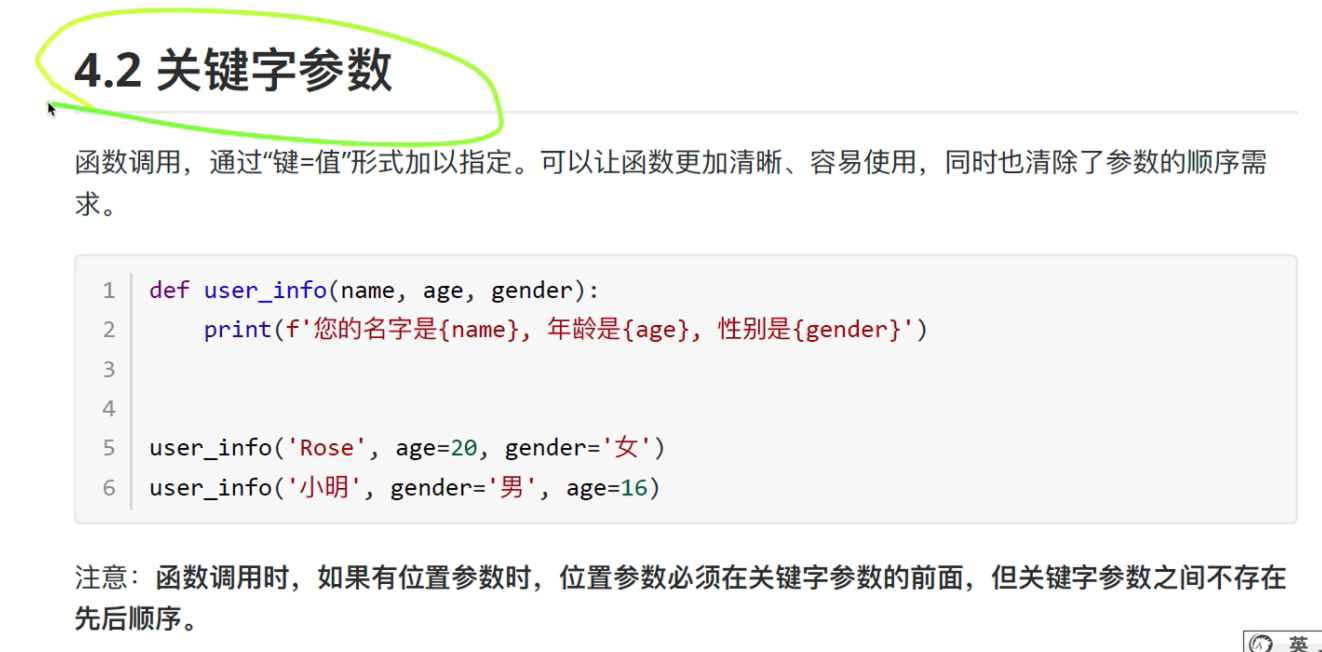 4.2 关键字参数
函数调用，通过“键=值”形式加以指定。可以让函数更加清晰、容易使用，同时也清除了参数的顺序需
求。
1 def user_info(name, age, gender):
2     print(f'您的名字是{name}, 年龄是{age}, 性别是{gender}')
3
4
5 user_info('Rose', age=20, gender='女')
6 user_info('小明', gender='男', age=16)
注意：函数调用时，如果有位置参数时，位置参数必须在关键字参数的前面，但关键字参数之间不存在
先后顺序。
英